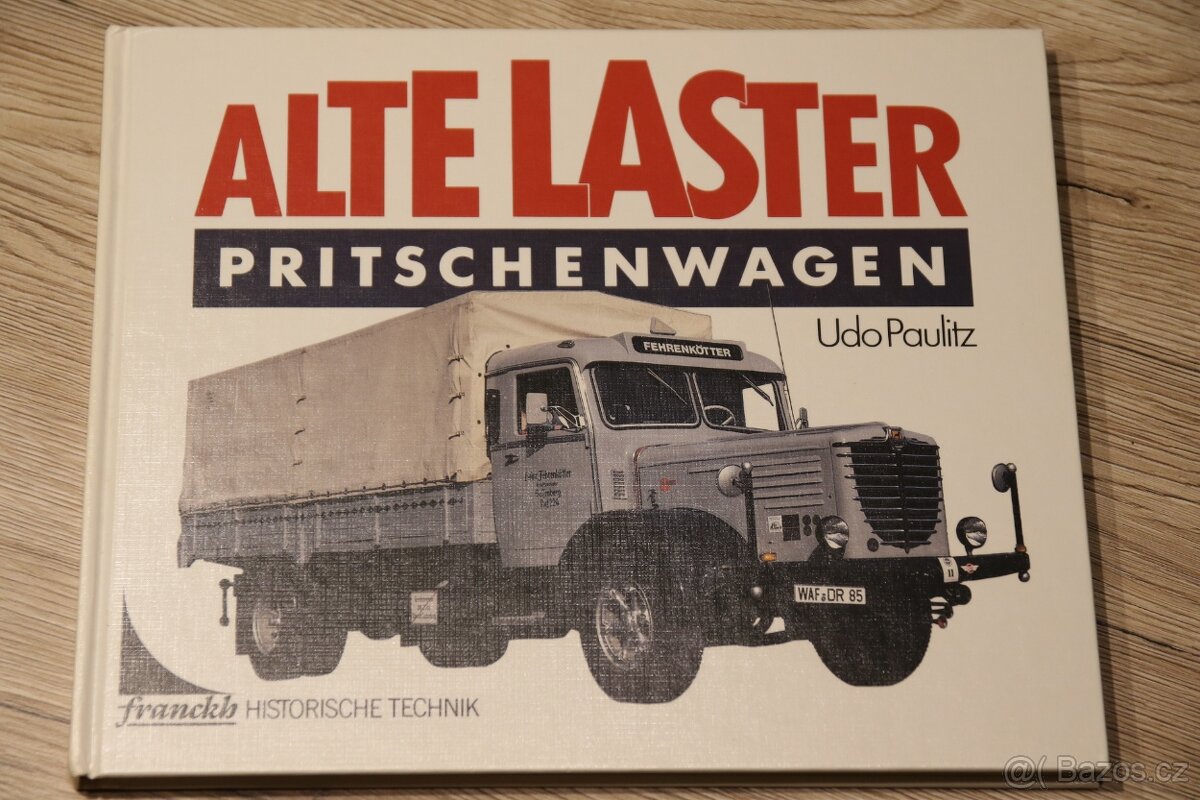 ALTE LASTER
PRITSCHENWAGEN
Udo Paulitz
FEHRENKÖTTER
WAF DR 85
franckh HISTORISCHE TECHNIK
@( Bazos.cz